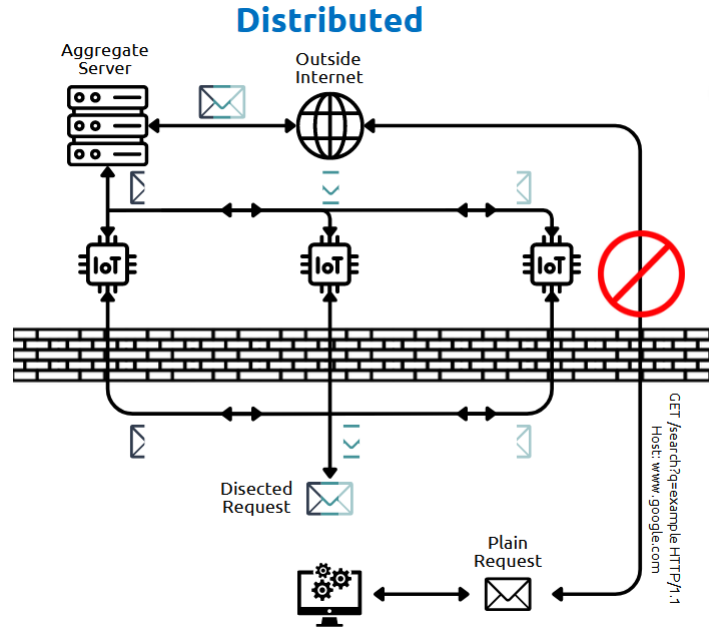 Distributed
Aggregate
Server
Outside
Internet
IoT
IoT
IoT
GET /search?q=example HTTP/1.1
Host: www.google.com
Disected
Request
Plain
Request